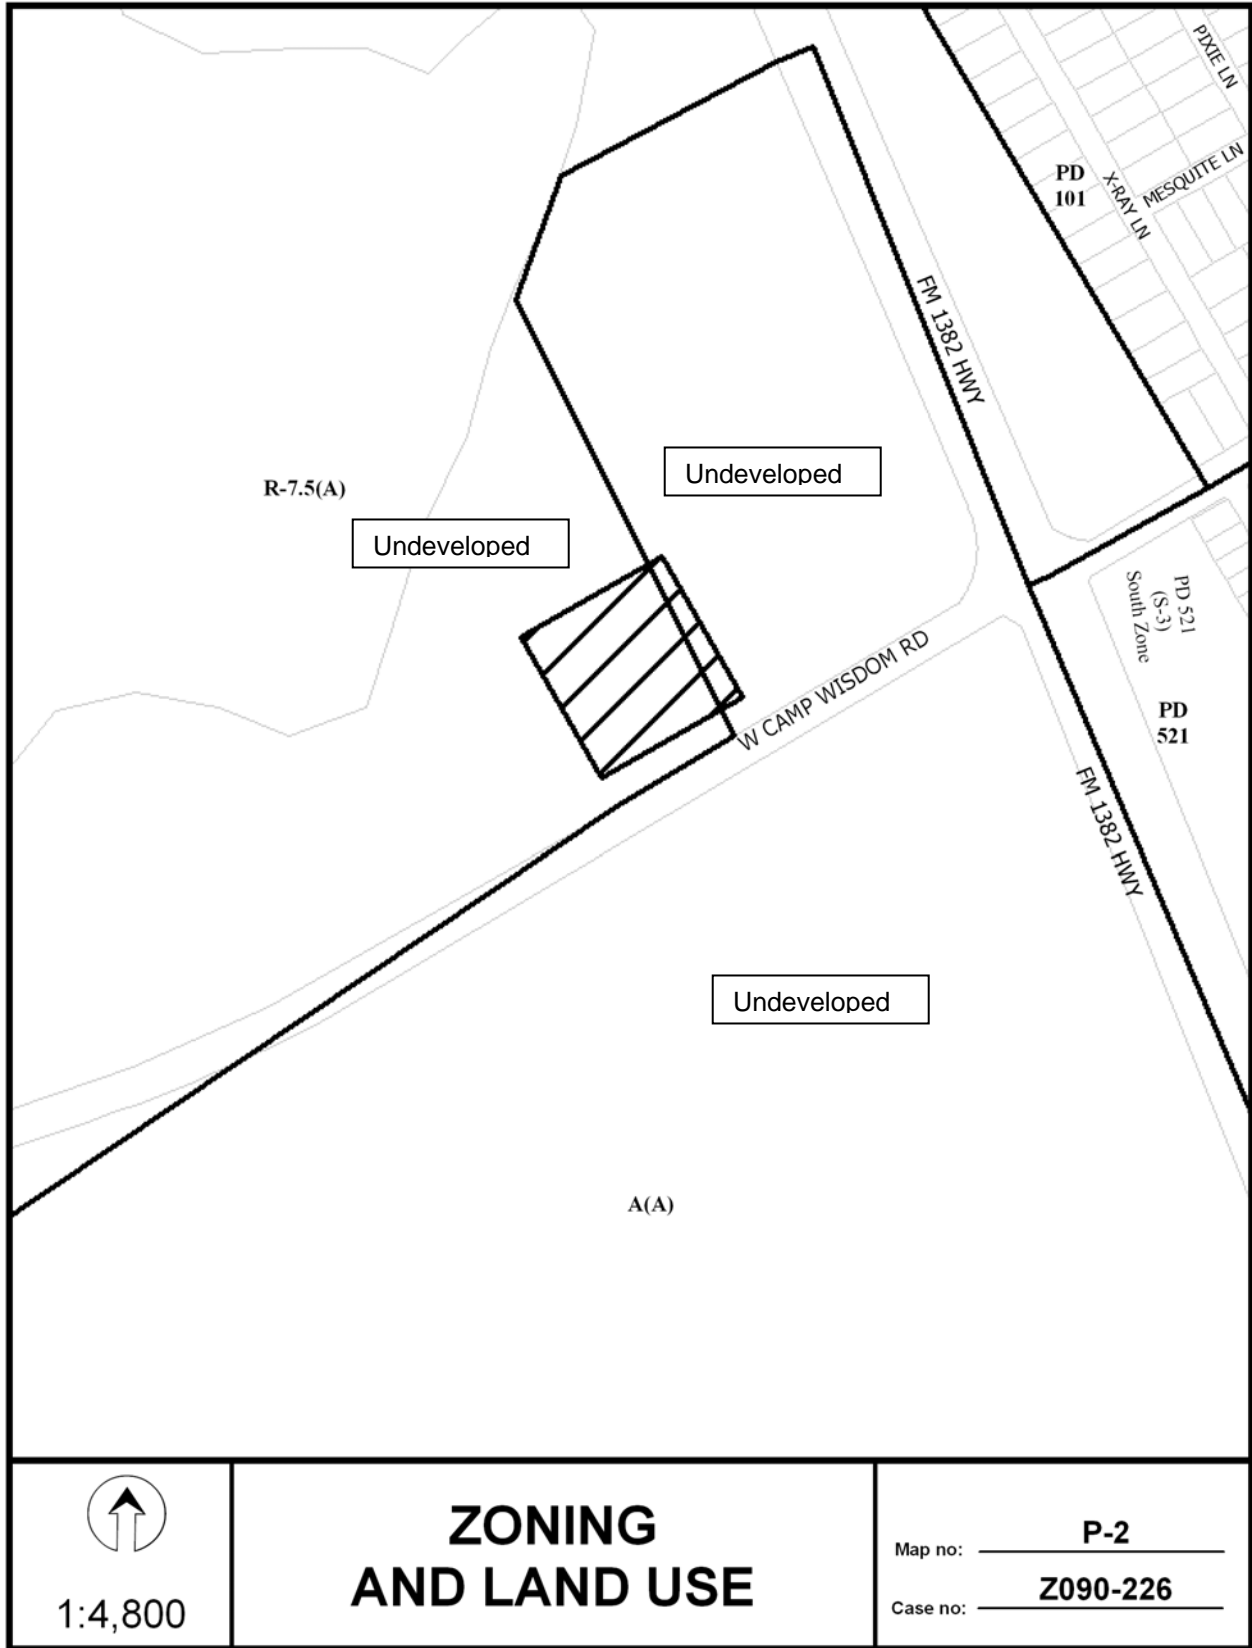 PIXIE LN
PD
101
X-RAY LN
MESQUITE LN
FM 1382 HWY
Undeveloped
R-7.5(A)
Undeveloped
PD 521
(S-3)
South Zone
W CAMP WISDOM RD
PD
521
FM 1382 HWY
Undeveloped
A(A)
1:4,800
ZONING
AND LAND USE
Map no: P-2
Case no: Z090-226